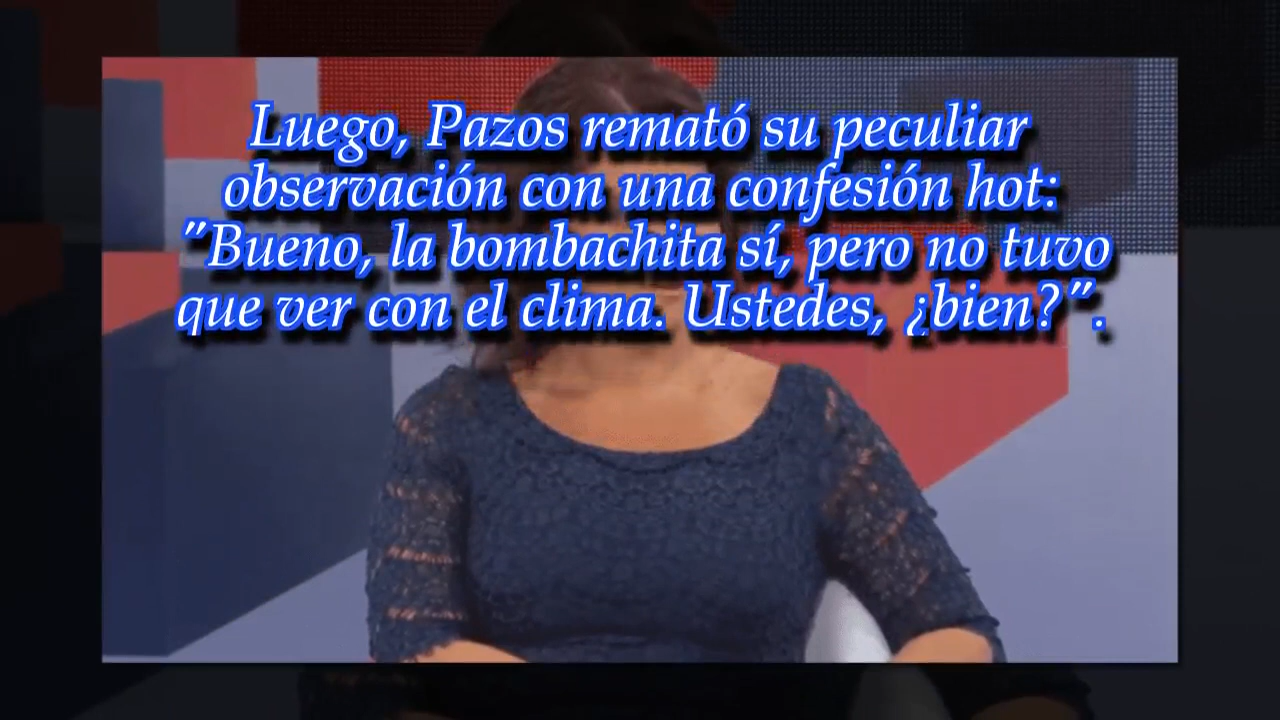 Luego, Pazos remató su peculiar
observación con una confesión hot:
"Bueno, la bombachita sí, pero no tuvo
que ver con el clima. Ustedes, ¿bien?".